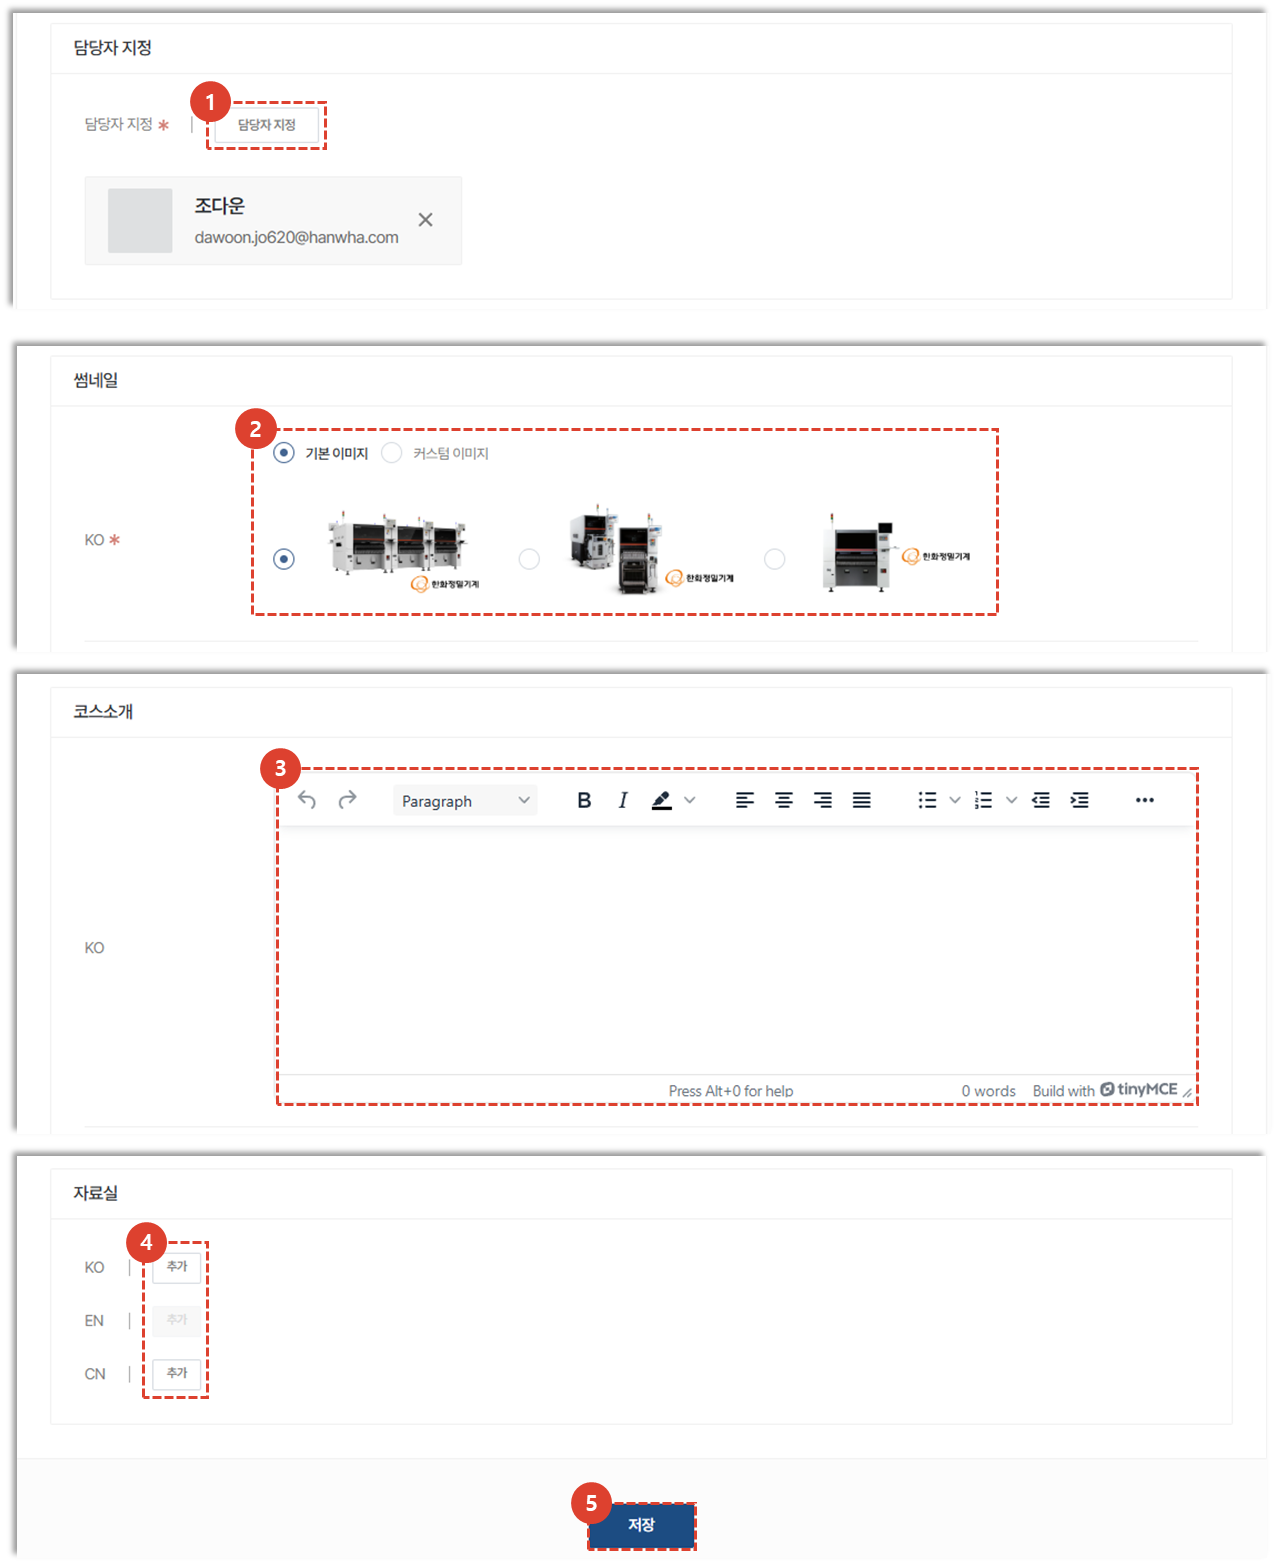 담당자 지정
1
담당자 지정 * | 담당자 지정
조다운
dawoon.jo620@hanwha.com
썸네일
2
기본 이미지 커스텀 이미지
KO *
한화정밀기계 한화정밀기계 한화정밀기계
코스소개
3
Paragraph B I
KO
Press Alt+0 for help 0 words Build with tinyMCE
자료실
4
KO | 추가
EN | 추가
CN | 추가
5
저장